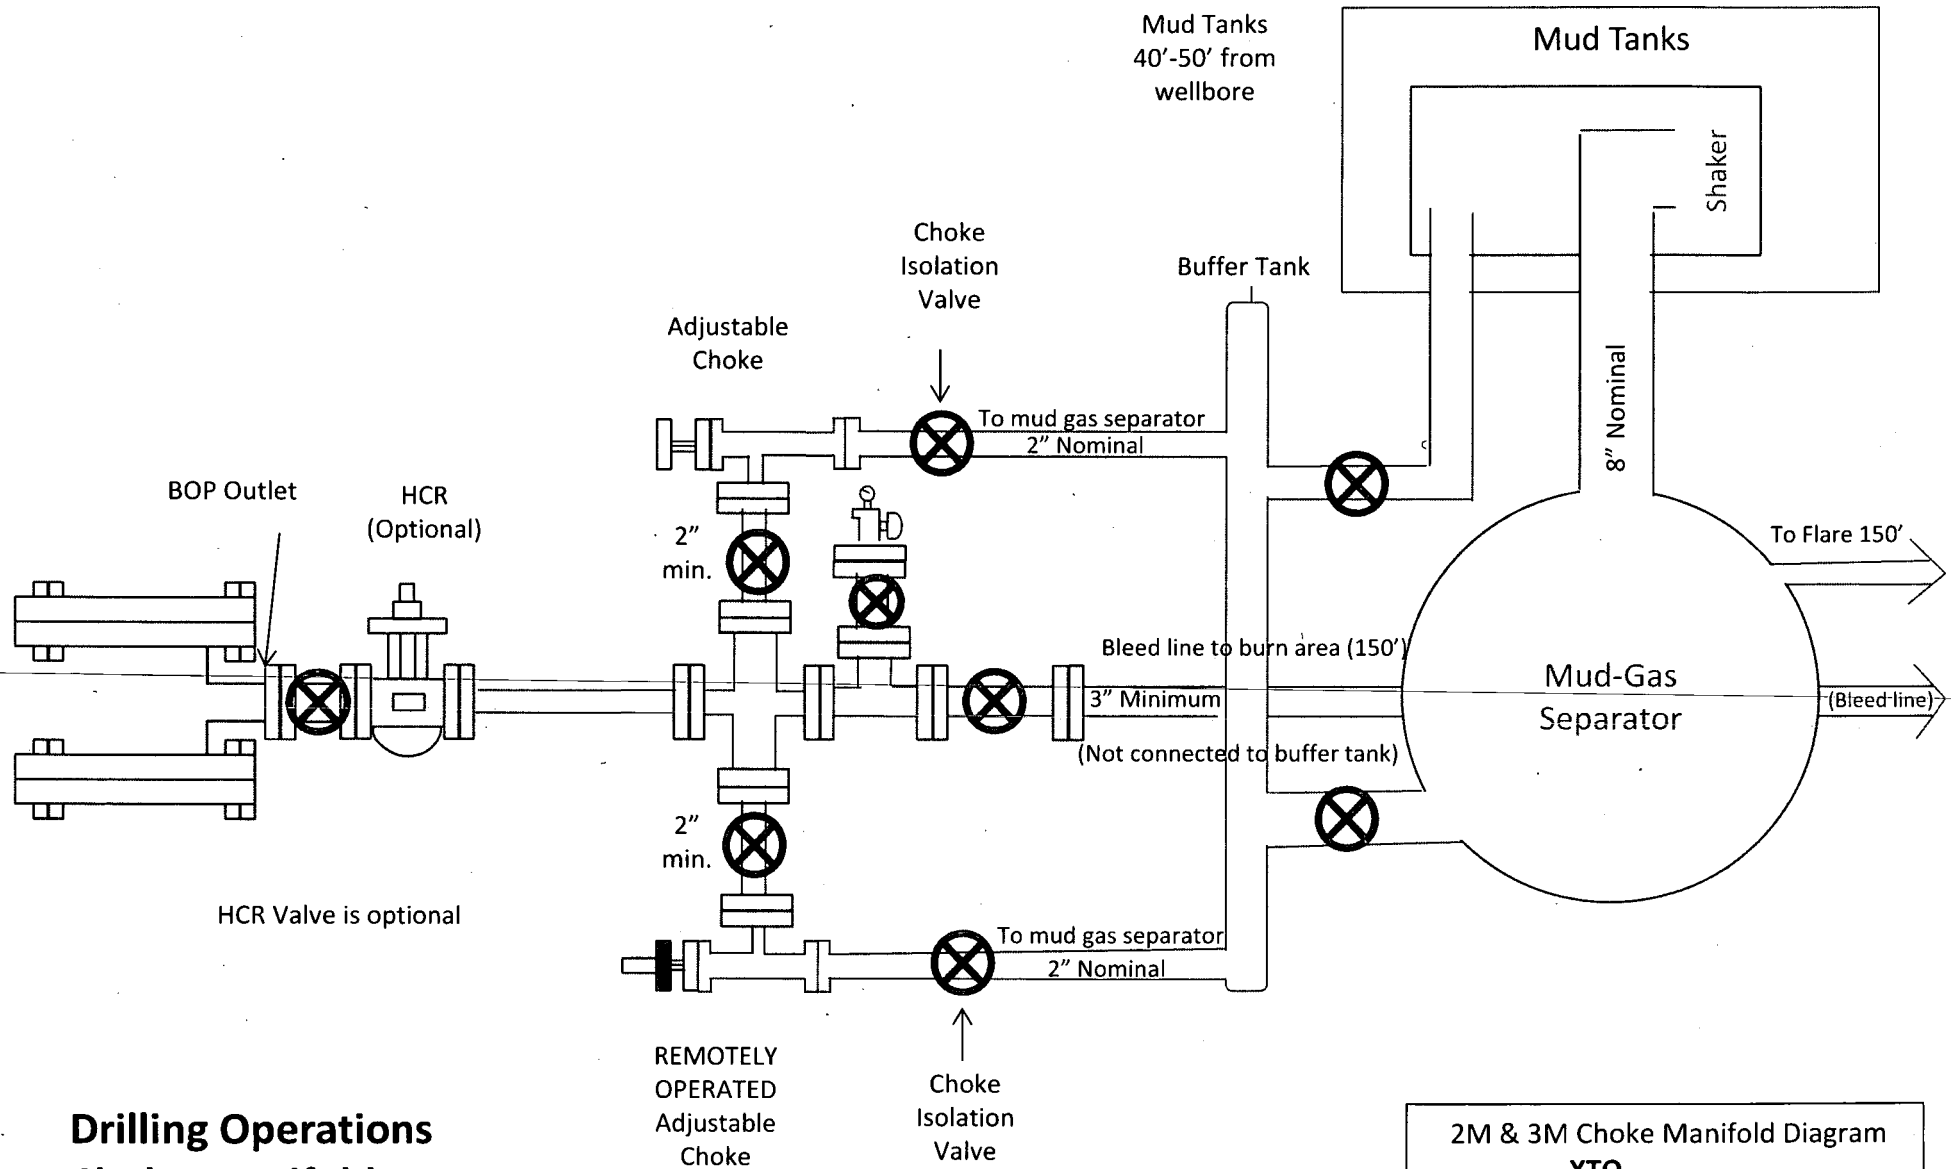 Mud Tanks
40’-50’ from
wellbore
Mud Tanks
Shaker
Choke
Isolation
Valve
Buffer Tank
Adjustable
Choke
To mud gas separator
2” Nominal
8” Nominal
BOP Outlet
HCR
(Optional)
2”
min.
To Flare 150’
Bleed line to burn area (150’)
3” Minimum
(Not connected to buffer tank)
Mud-Gas
Separator
(Bleed line)
2”
min.
HCR Valve is optional
To mud gas separator
2” Nominal
REMOTELY
OPERATED
Adjustable
Choke
Choke
Isolation
Valve
Drilling Operations
2M & 3M Choke Manifold Diagram
XTO